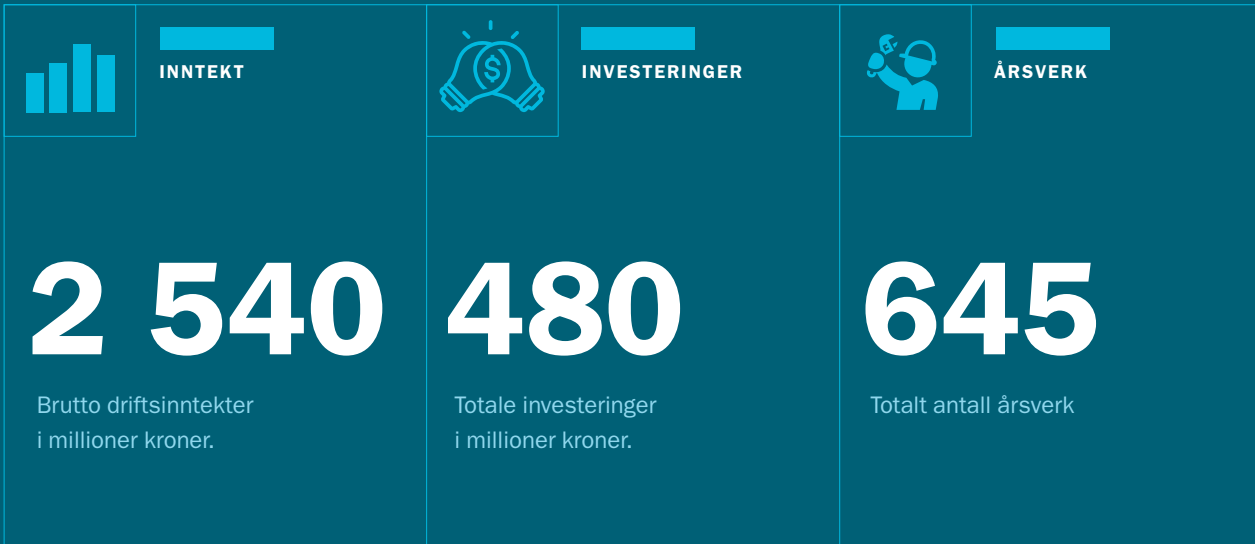 INNTEKT
2 540
Brutto driftsinntekter
i millioner kroner.
INVESTERINGER
$
480
Totale investeringer
i millioner kroner.
ÅRSVERK
645
Totalt antall årsverk